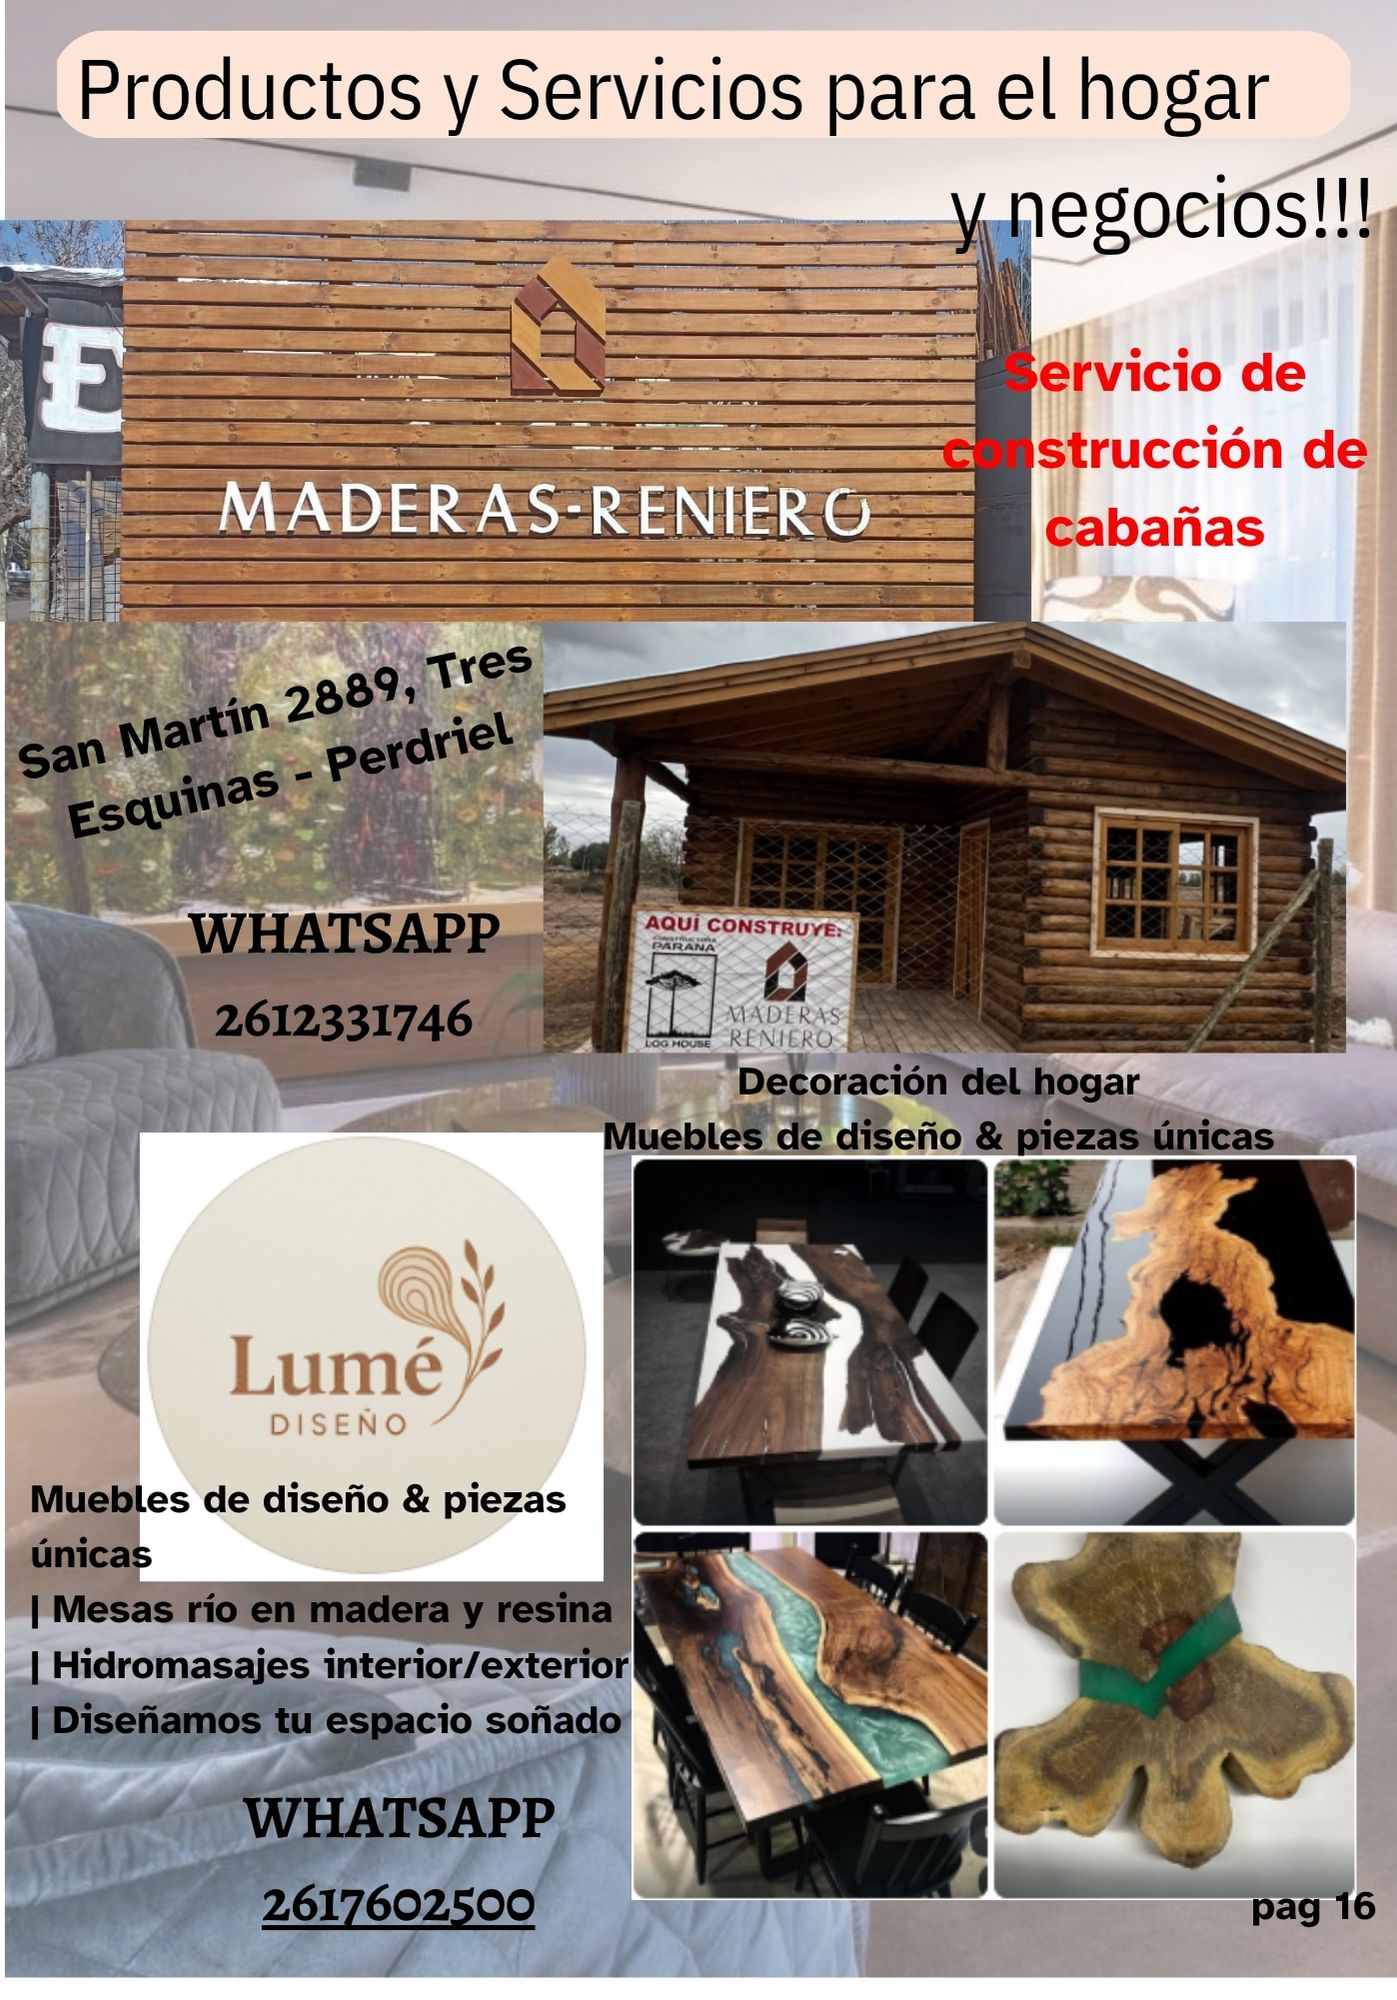 Productos y Servicios para el hogar
y negocios!!!
E
MADERAS-RENIERO
Servicio de
construcción de
cabañas
San Martín 2889, Tres
Esquinas - Perdriel
WHATSAPP
2612331746
AQUÍ CONSTRUYE:
CONSTRUCTORA
PARANA
LOG HOUSE
MADERAS
RENIERO
Decoración del hogar
Muebles de diseño & piezas únicas
Lumé
DISEÑO
Muebles de diseño & piezas
únicas
| Mesas río en madera y resina
| Hidromasajes interior/exterior
| Diseñamos tu espacio soñado
WHATSAPP
2617602500
pag 16